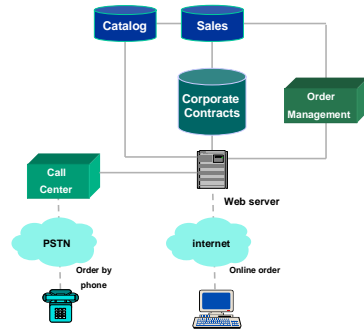 Catalog
Sales
Corporate
Contracts
Order
Management
Call
Center
Web server
PSTN
internet
Order by
phone
Online order